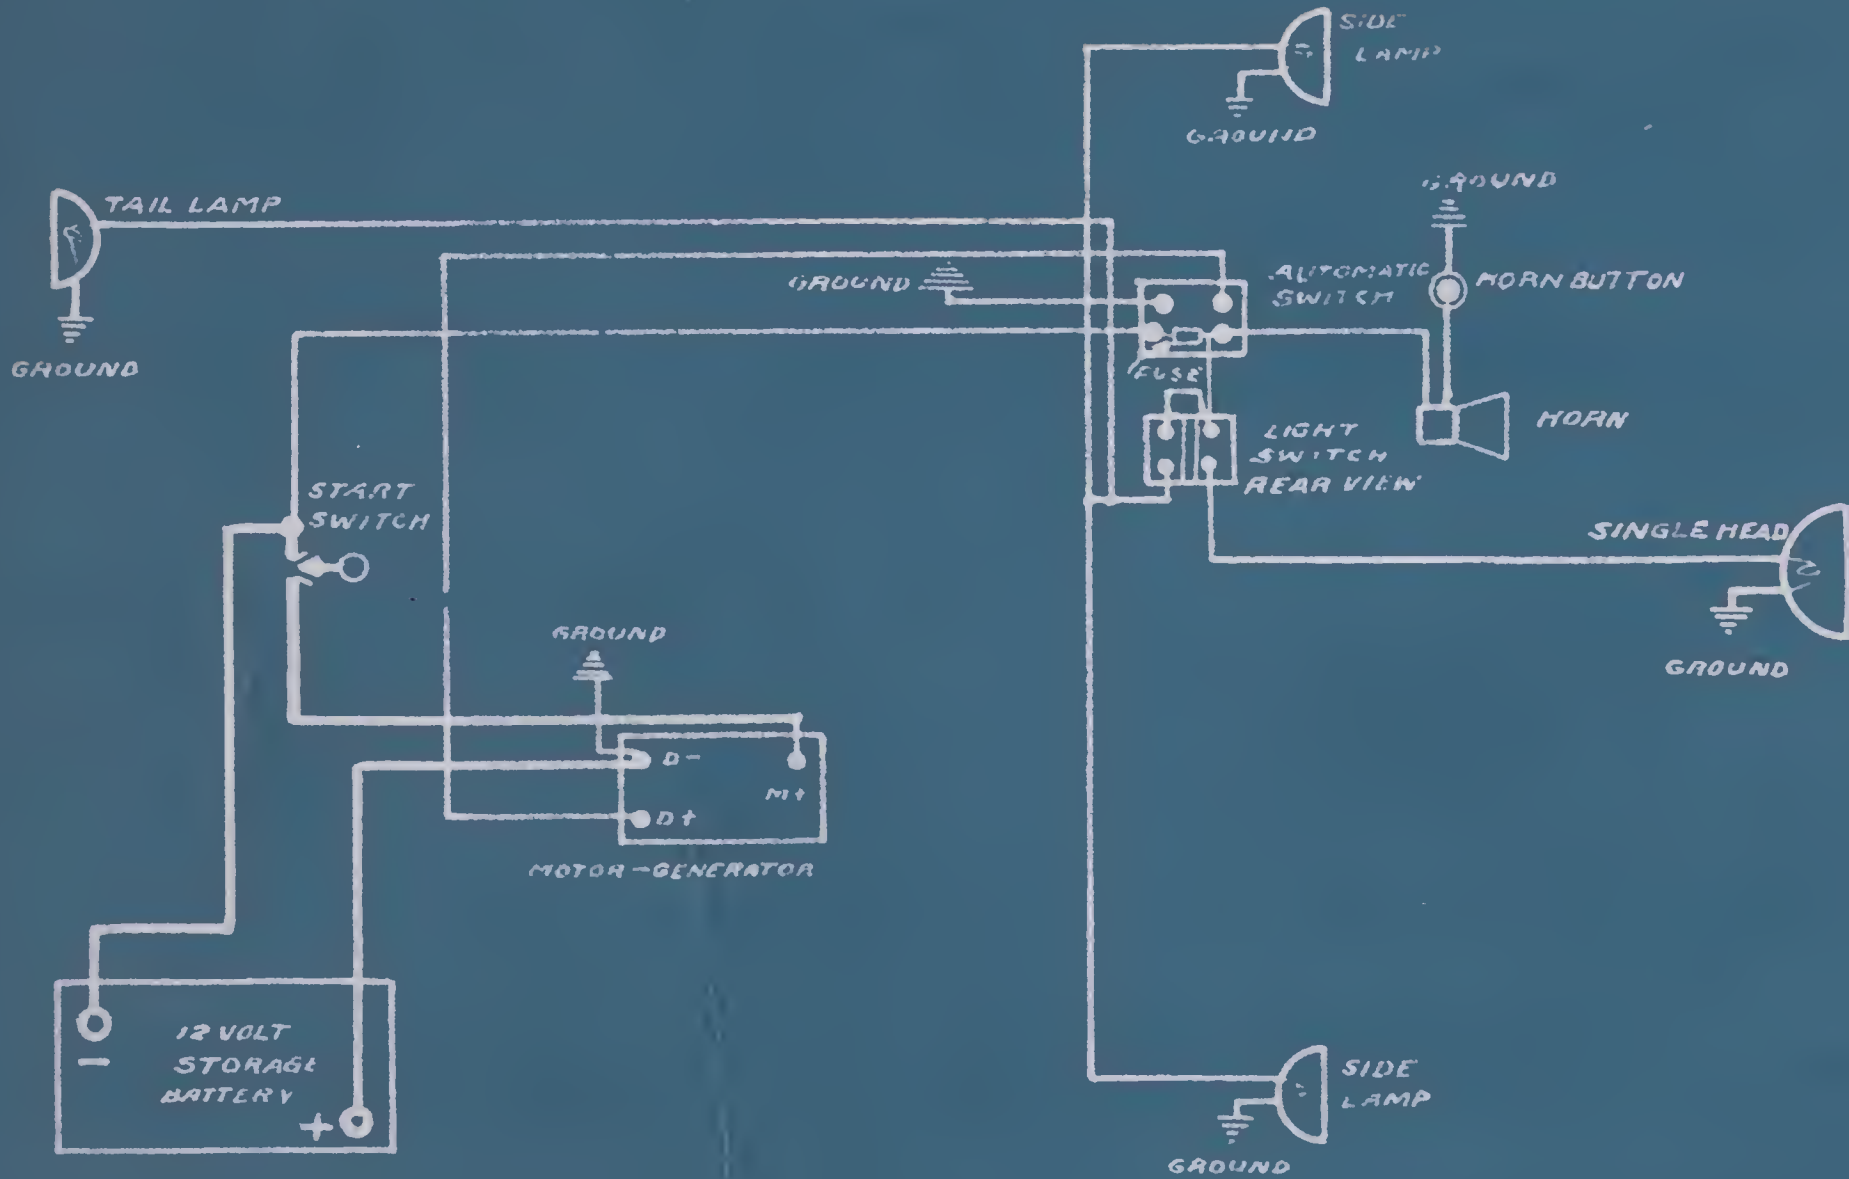 SIDE
LAMP
GROUND
TAIL LAMP
GROUND
GROUND
GROUND
AUTOMATIC
SWITCH
HORN BUTTON
FUSE
HORN
LIGHT
SWITCH
REAR VIEW
START
SWITCH
SINGLE HEAD
GROUND
GROUND
D-
M+
D+
MOTOR-GENERATOR
12 VOLT
STORAGE
BATTERY
-
+
SIDE
LAMP
GROUND